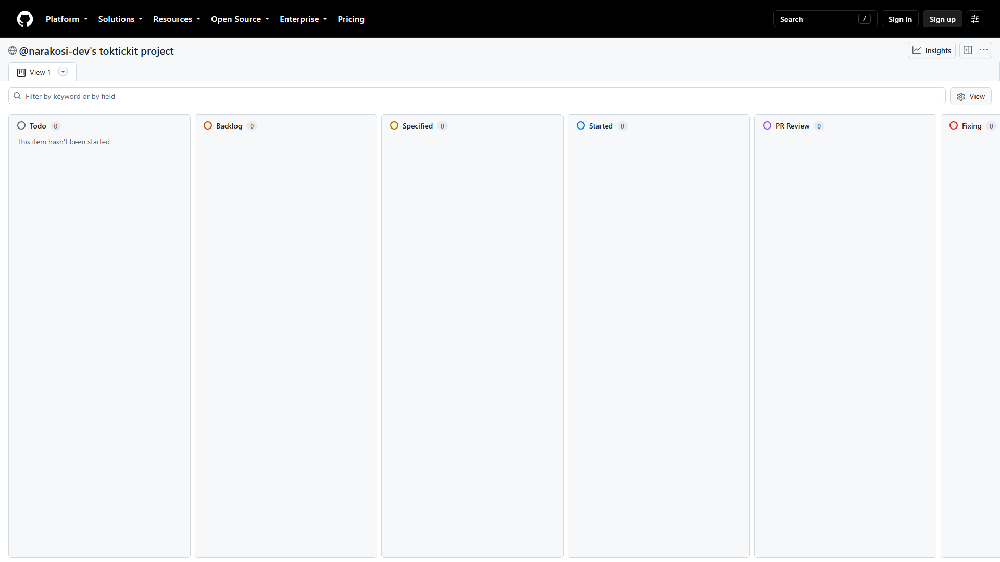 Platform Solutions Resources Open Source Enterprise Pricing Search / Sign in Sign up
@narakosi-dev's toktickit project Insights
View 1
Filter by keyword or by field View
Todo 0 Backlog 0 Specified 0 Started 0 PR Review 0 Fixing 0
This item hasn't been started